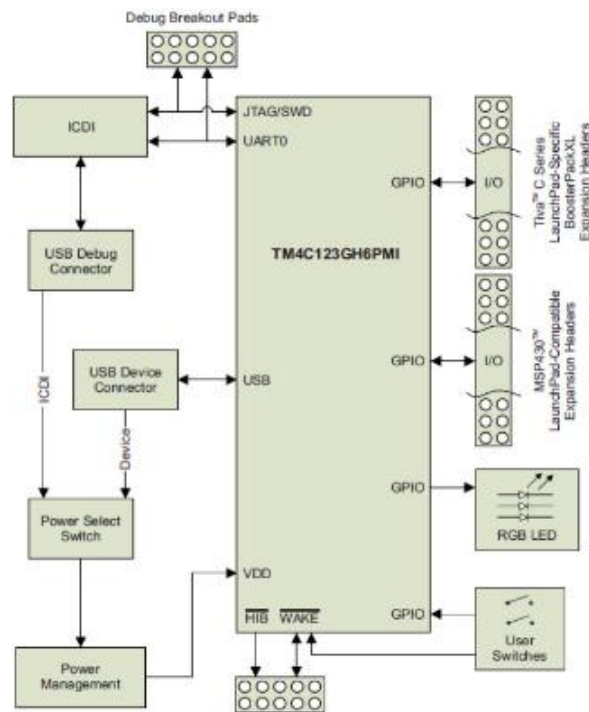 Debug Breakout Pads
ICDI
JTAG/SWD
UART0
GPIO
I/O
Tiva™ C Series
LaunchPad-Specific
BoosterPackXL
Expansion Headers
USB Debug
Connector
TM4C123GH6PMI
GPIO
I/O
MSP430™
LaunchPad-Compatible
Expansion Headers
USB Device
Connector
USB
ICDI
Device
GPIO
RGB LED
Power Select
Switch
VDD
HIB
WAKE
GPIO
User
Switches
Power
Management